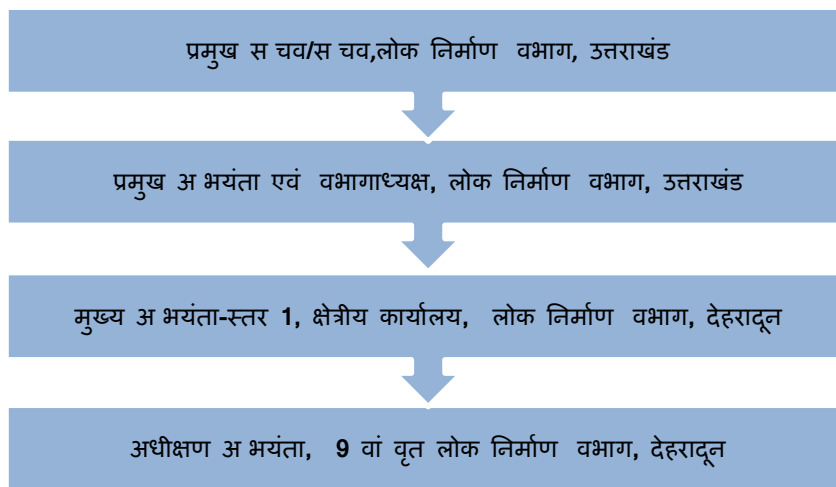 प्रमुख स चव/स चव,लोक निर्माण वभाग, उत्तराखंड
प्रमुख अ भयंता एवं वभागाध्यक्ष, लोक निर्माण वभाग, उत्तराखंड
मुख्य अ भयंता-स्तर 1, क्षेत्रीय कार्यालय, लोक निर्माण वभाग, देहरादून
अधीक्षण अ भयंता, 9 वां वृत लोक निर्माण वभाग, देहरादून